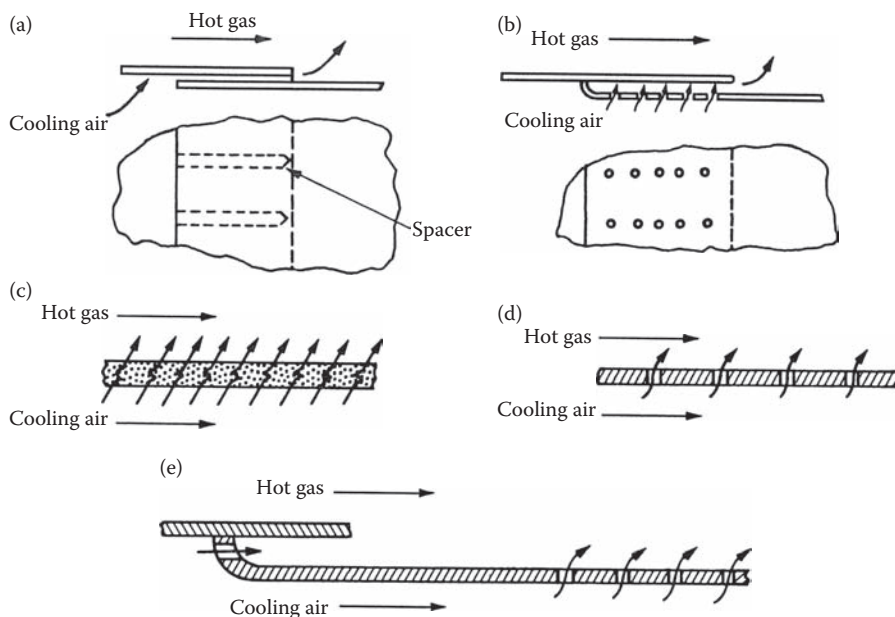 (a)
Hot gas
Cooling air
Spacer
(b)
Hot gas
Cooling air
(c)
Hot gas
Cooling air
(d)
Hot gas
Cooling air
(e)
Hot gas
Cooling air